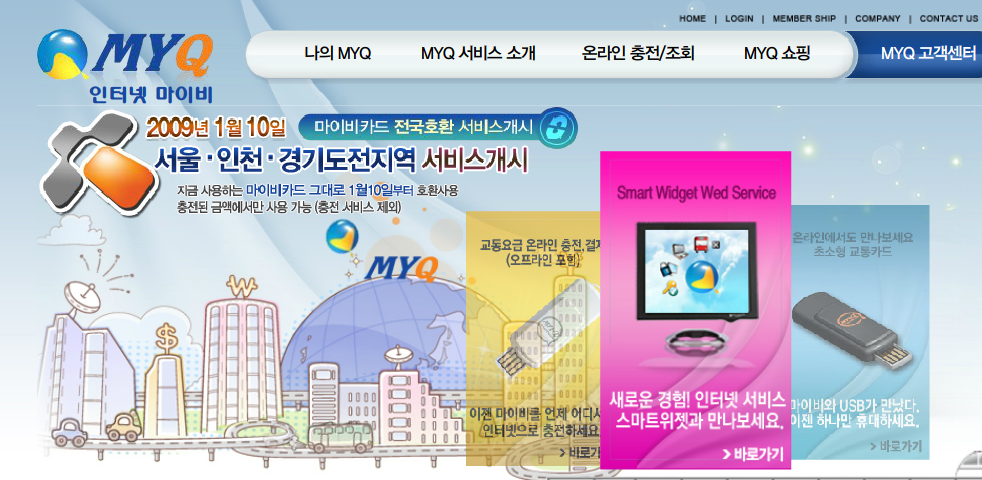 HOME | LOGIN | MEMBER SHIP | COMPANY | CONTACT US
MYQ
인터넷 마이비
나의 MYQ
MYQ 서비스 소개
온라인 충전/조회
MYQ 쇼핑
MYQ 고객센터
2009년 1월 10일
마이비카드 전국호환 서비스개시
서울·인천·경기도전지역 서비스개시
지금 사용하는 마이비카드 그대로 1월10일부터 호환사용
충전된 금액에서만 사용 가능 (충전 서비스 제외)
MYQ
교통요금 온라인 충전,결제
(오프라인 포함)
이젠 마이비를 언제 어디서
인터넷으로 충전하세요
> 바로가기
Smart Widget Wed Service
새로운 경험! 인터넷 서비스
스마트위젯과 만나보세요.
> 바로가기
온라인에서도 만나보세요
초소형 교통카드
마이비와 USB가 만났다.
이젠 하나만 휴대하세요.
> 바로가기